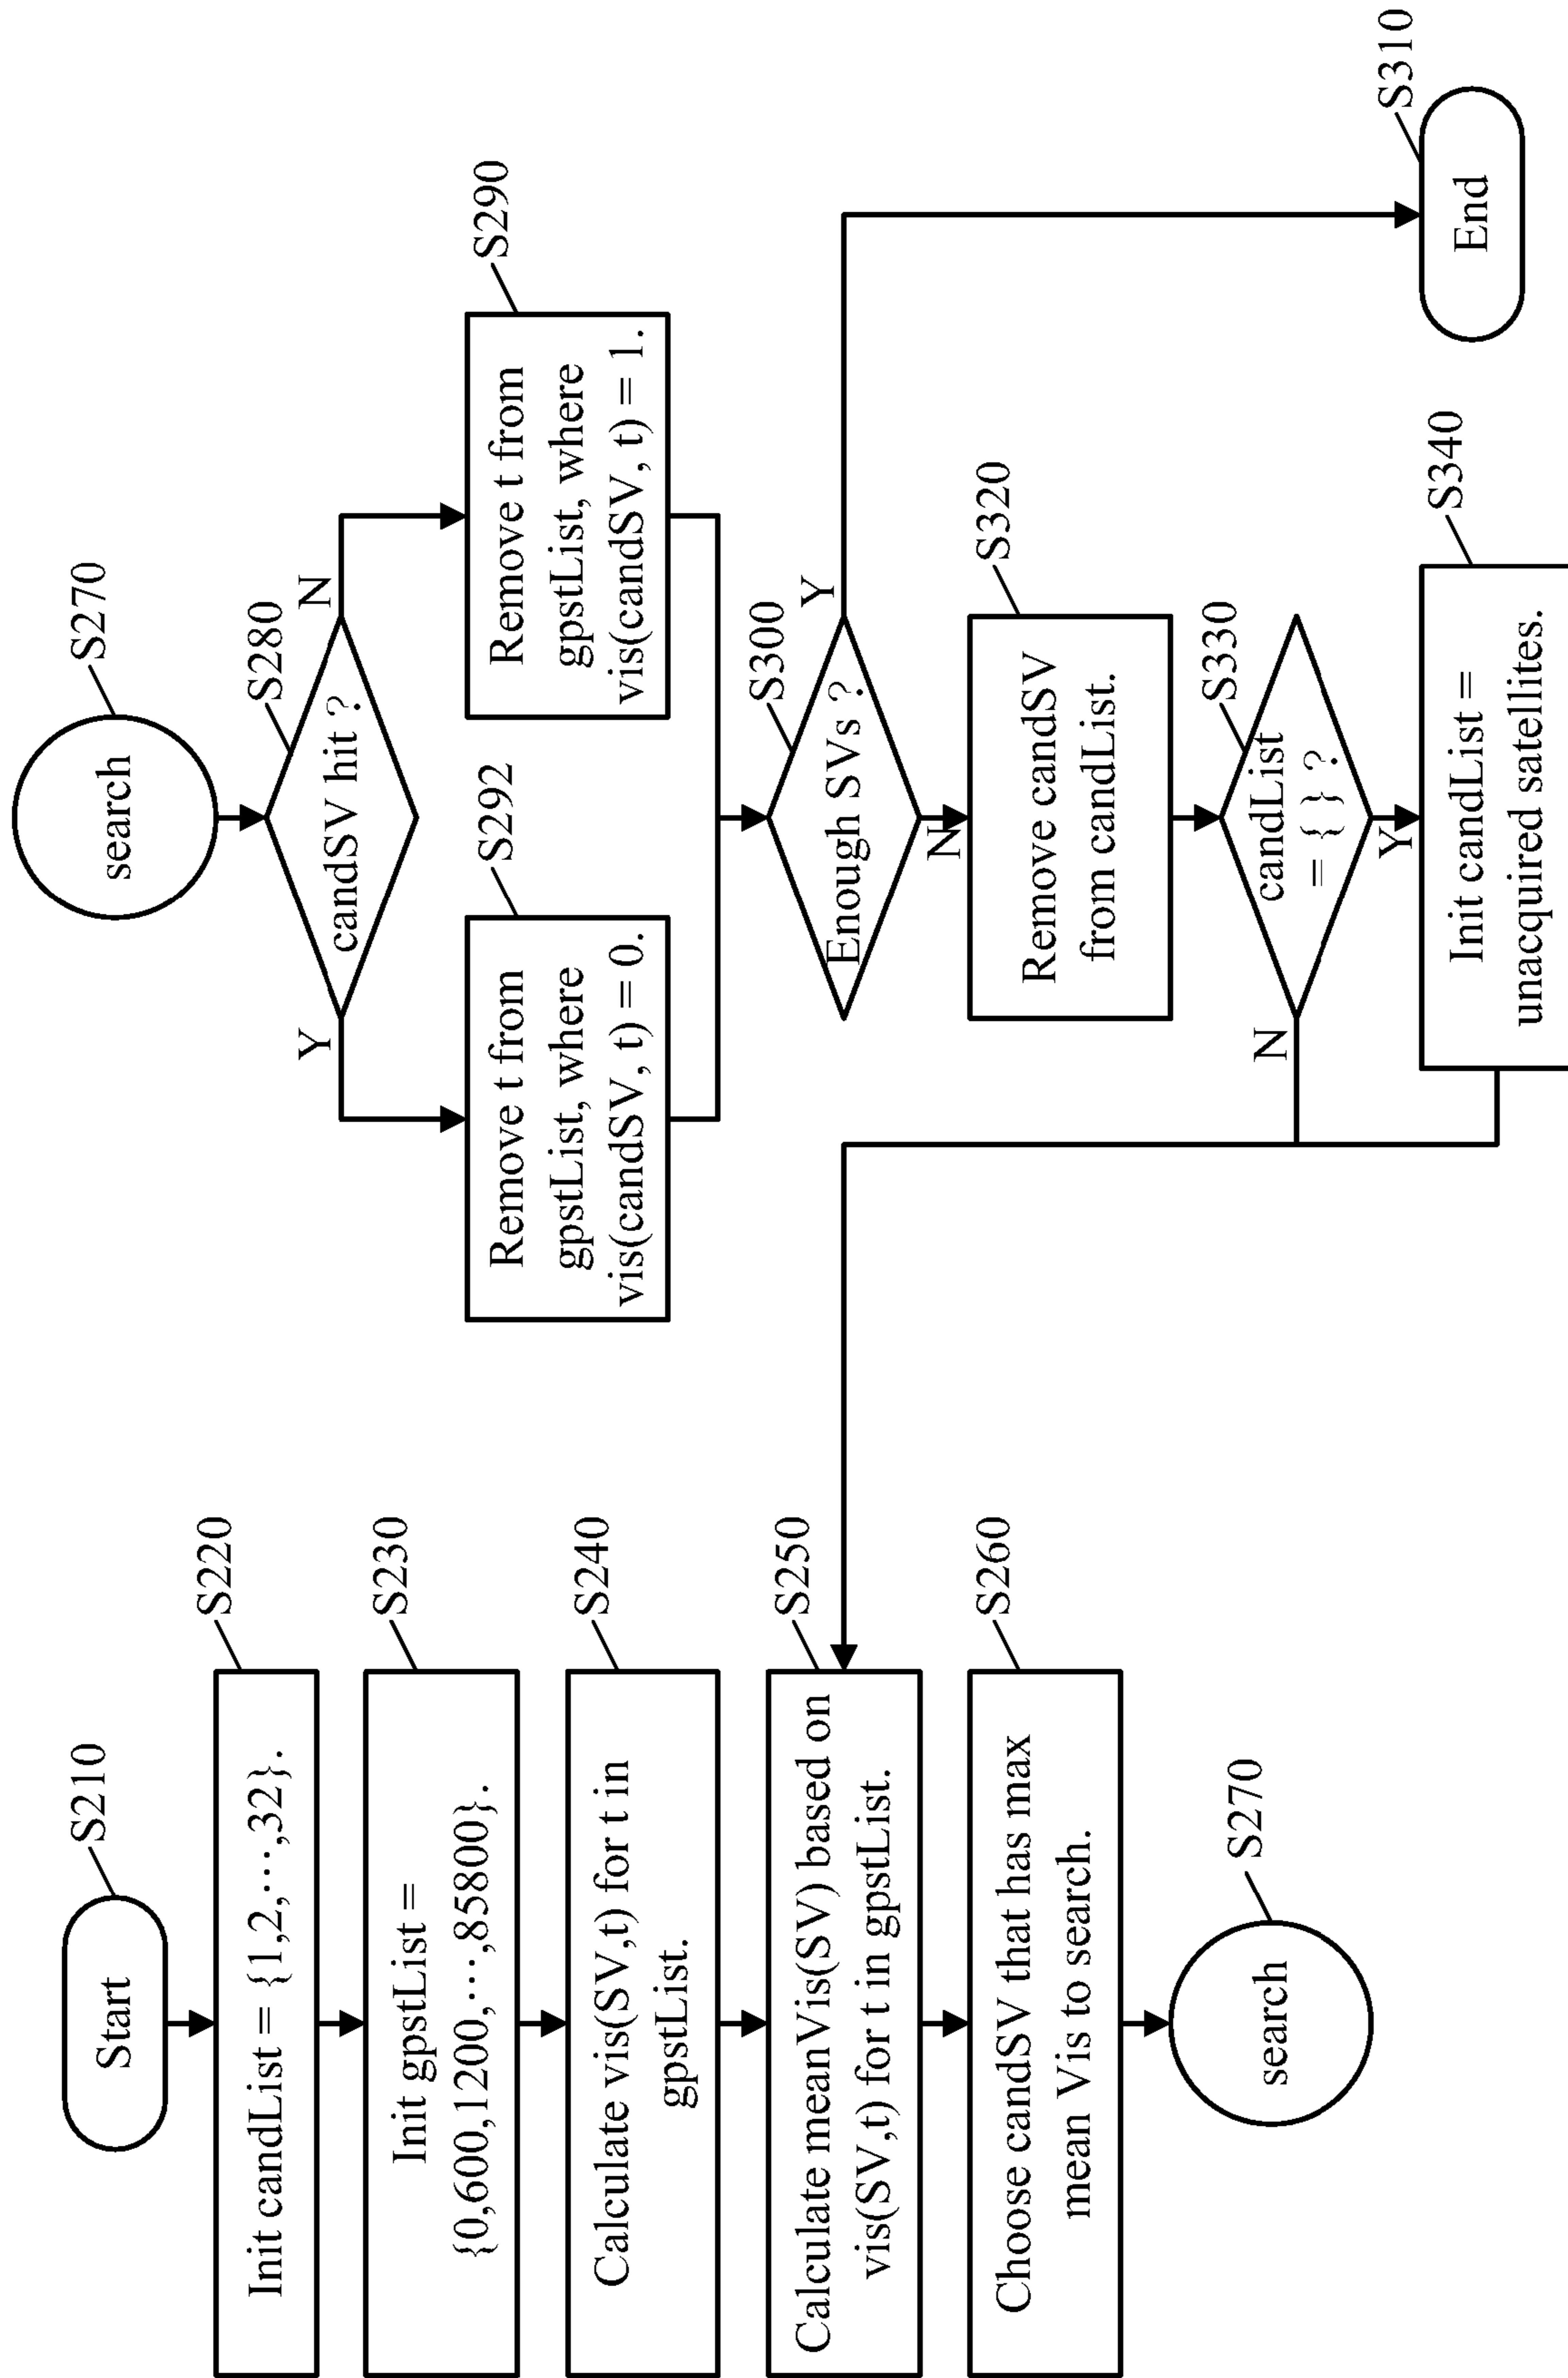 Start
S210
Init candList = {1,2,⋯,32}.
S220
Init gpstList =
{0,600,1200,⋯,85800}.
S230
Calculate vis(SV,t) for t in
gpstList.
S240
Calculate meanVis(SV) based on
vis(SV,t) for t in gpstList.
S250
Choose candSV that has max
mean Vis to search.
S260
search
S270
search
S270
candSV hit ?
S280
Y
N
Remove t from
gpstList, where
vis(candSV, t) = 0.
S292
Remove t from
gpstList, where
vis(candSV, t) = 1.
S290
Enough SVs ?
S300
Y
N
Remove candSV
from candList.
S320
candList
= { } ?
S330
N
Y
Init candList =
unacquired satellites.
S340
End
S310